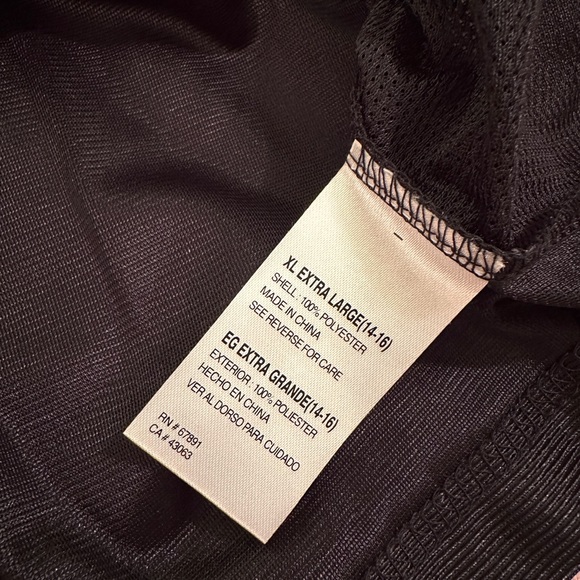 XL EXTRA LARGE(14-16)
SHELL : 100% POLYESTER
MADE IN CHINA
SEE REVERSE FOR CARE
EG EXTRA GRANDE(14-16)
EXTERIOR : 100% POLIESTER
HECHO EN CHINA
VER AL DORSO PARA CUIDADO
RN # 67891
CA # 43063